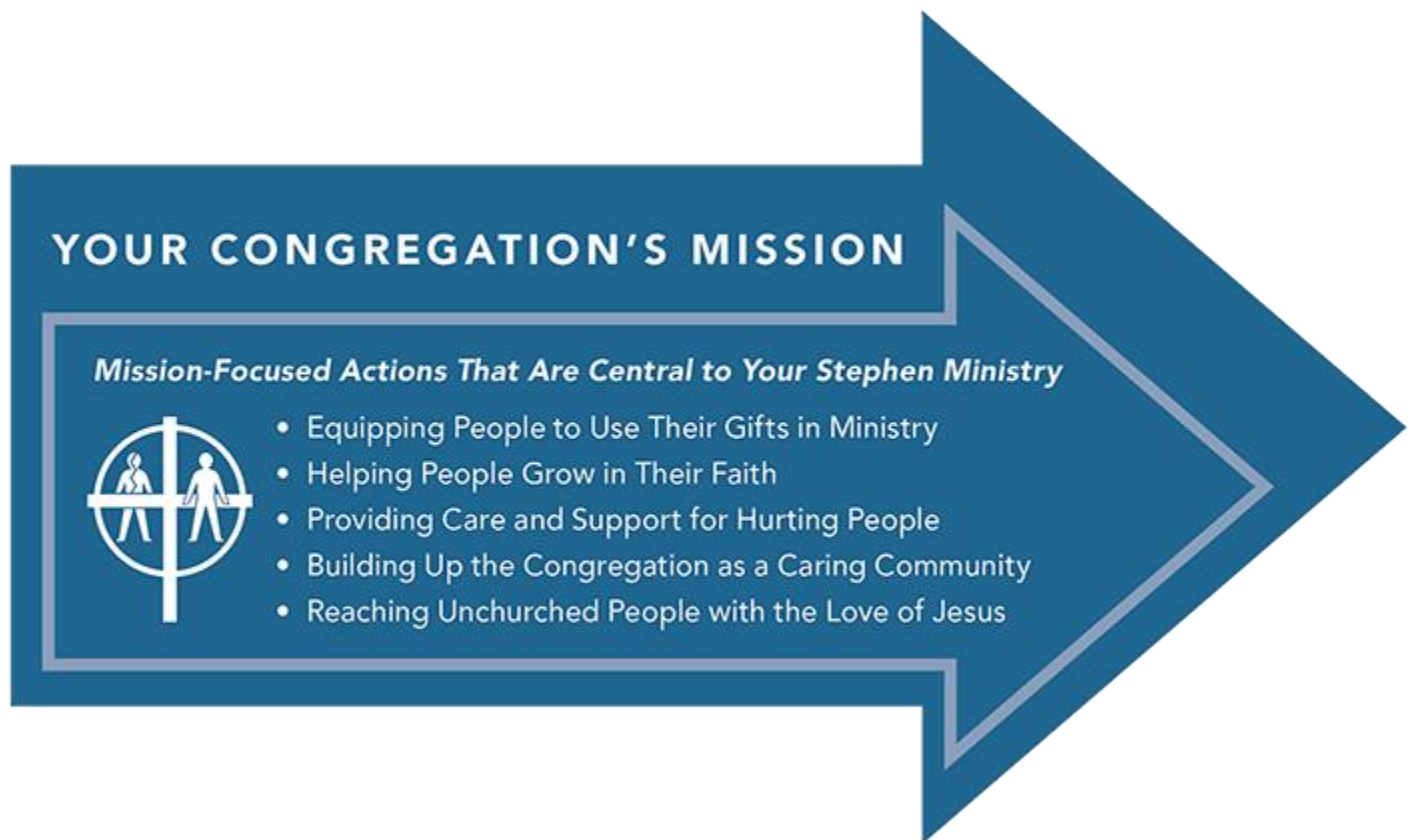 YOUR CONGREGATION’S MISSION
Mission-Focused Actions That Are Central to Your Stephen Ministry
• Equipping People to Use Their Gifts in Ministry
• Helping People Grow in Their Faith
• Providing Care and Support for Hurting People
• Building Up the Congregation as a Caring Community
• Reaching Unchurched People with the Love of Jesus